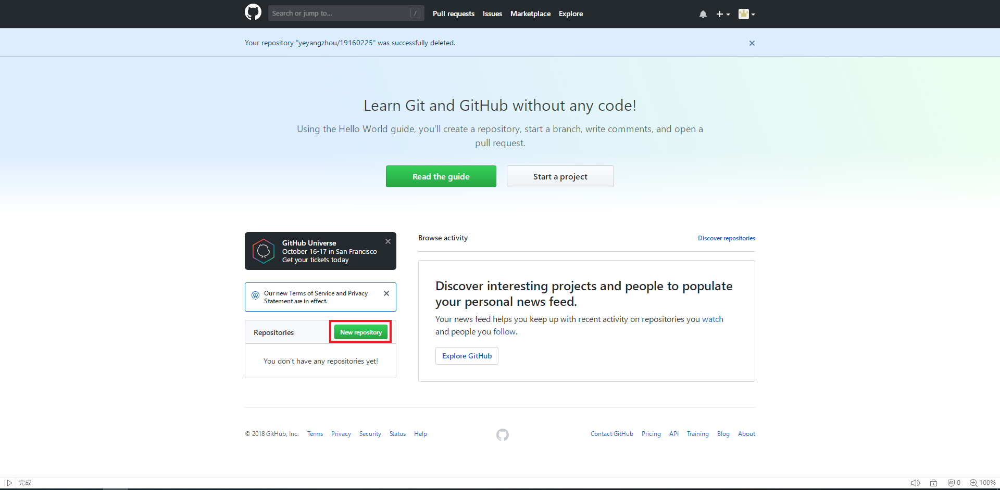 Search or jump to...
/
Pull requests
Issues
Marketplace
Explore
Your repository "yeyangzhou/19160225" was successfully deleted.
Learn Git and GitHub without any code!
Using the Hello World guide, you’ll create a repository, start a branch, write comments, and open a
pull request.
Read the guide
Start a project
GitHub Universe
October 16-17 in San Francisco
Get your tickets today
Our new Terms of Service and Privacy
Statement are in effect.
Repositories
New repository
You don’t have any repositories yet!
Browse activity
Discover repositories
Discover interesting projects and people to populate
your personal news feed.
Your news feed helps you keep up with recent activity on repositories you watch
and people you follow.
Explore GitHub
© 2018 GitHub, Inc.
Terms
Privacy
Security
Status
Help
Contact GitHub
Pricing
API
Training
Blog
About
完成
AD 0
100%